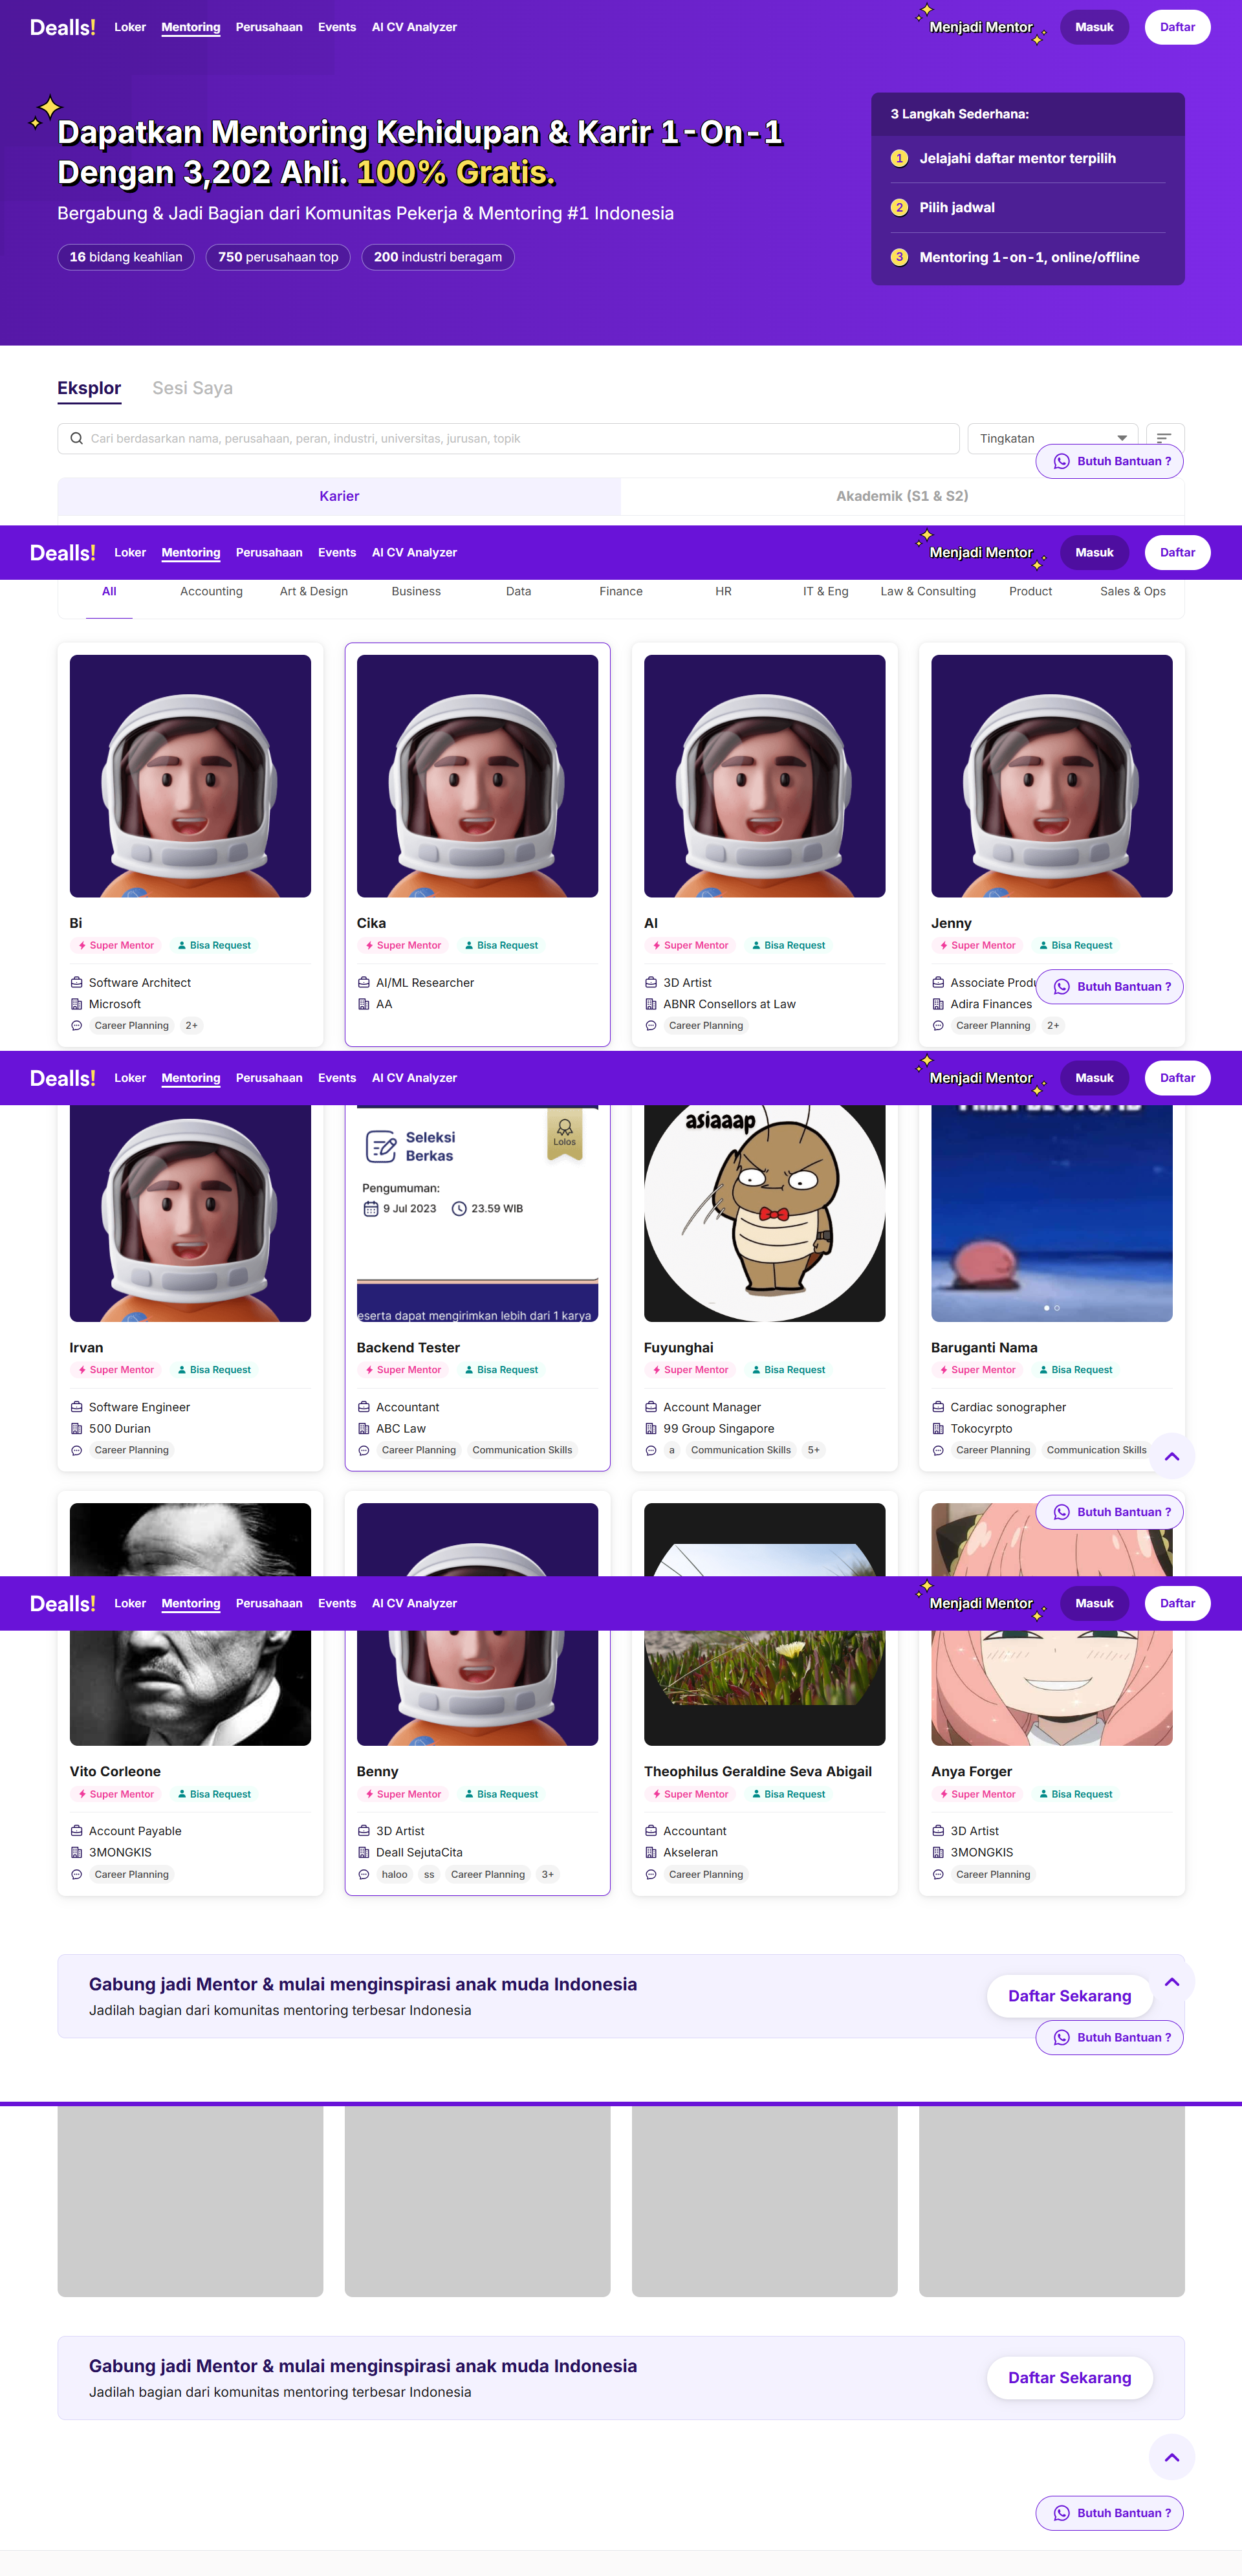 Dealls!
Loker
Mentoring
Perusahaan
Events
AI CV Analyzer
Menjadi Mentor
Masuk
Daftar
Dapatkan Mentoring Kehidupan & Karir 1-On-1
Dengan 3,202 Ahli. 100% Gratis.
Bergabung & Jadi Bagian dari Komunitas Pekerja & Mentoring #1 Indonesia
16 bidang keahlian
750 perusahaan top
200 industri beragam
3 Langkah Sederhana:
1 Jelajahi daftar mentor terpilih
2 Pilih jadwal
3 Mentoring 1-on-1, online/offline
Eksplor
Sesi Saya
Cari berdasarkan nama, perusahaan, peran, industri, universitas, jurusan, topik
Tingkatan
Butuh Bantuan ?
Karier
Akademik (S1 & S2)
Dealls!
Loker
Mentoring
Perusahaan
Events
AI CV Analyzer
Menjadi Mentor
Masuk
Daftar
All
Accounting
Art & Design
Business
Data
Finance
HR
IT & Eng
Law & Consulting
Product
Sales & Ops
Bi
Super Mentor
Bisa Request
Software Architect
Microsoft
Career Planning
2+
Cika
Super Mentor
Bisa Request
AI/ML Researcher
AA
Al
Super Mentor
Bisa Request
3D Artist
ABNR Consellors at Law
Career Planning
Jenny
Super Mentor
Bisa Request
Associate
Adira Finances
Career Planning
2+
Butuh Bantuan ?
Dealls!
Loker
Mentoring
Perusahaan
Events
AI CV Analyzer
Menjadi Mentor
Masuk
Daftar
Irvan
Super Mentor
Bisa Request
Software Engineer
500 Durian
Career Planning
Seleksi
Berkas
Lolos
Pengumuman:
9 Jul 2023
23.59 WIB
eserta dapat mengirimkan lebih dari 1 karya
Backend Tester
Super Mentor
Bisa Request
Accountant
ABC Law
Career Planning
Communication Skills
asiaaap
Fuyunghai
Super Mentor
Bisa Request
Account Manager
99 Group Singapore
a
Communication Skills
5+
Baruganti Nama
Super Mentor
Bisa Request
Cardiac sonographer
Tokocyrpto
Career Planning
Communication Skills
Butuh Bantuan ?
Dealls!
Loker
Mentoring
Perusahaan
Events
AI CV Analyzer
Menjadi Mentor
Masuk
Daftar
Vito Corleone
Super Mentor
Bisa Request
Account Payable
3MONGKIS
Career Planning
Benny
Super Mentor
Bisa Request
3D Artist
Deall SejutaCita
haloo
ss
Career Planning
3+
Theophilus Geraldine Seva Abigail
Super Mentor
Bisa Request
Accountant
Akseleran
Career Planning
Anya Forger
Super Mentor
Bisa Request
3D Artist
3MONGKIS
Career Planning
Gabung jadi Mentor & mulai menginspirasi anak muda Indonesia
Jadilah bagian dari komunitas mentoring terbesar Indonesia
Daftar Sekarang
Butuh Bantuan ?
Gabung jadi Mentor & mulai menginspirasi anak muda Indonesia
Jadilah bagian dari komunitas mentoring terbesar Indonesia
Daftar Sekarang
Butuh Bantuan ?